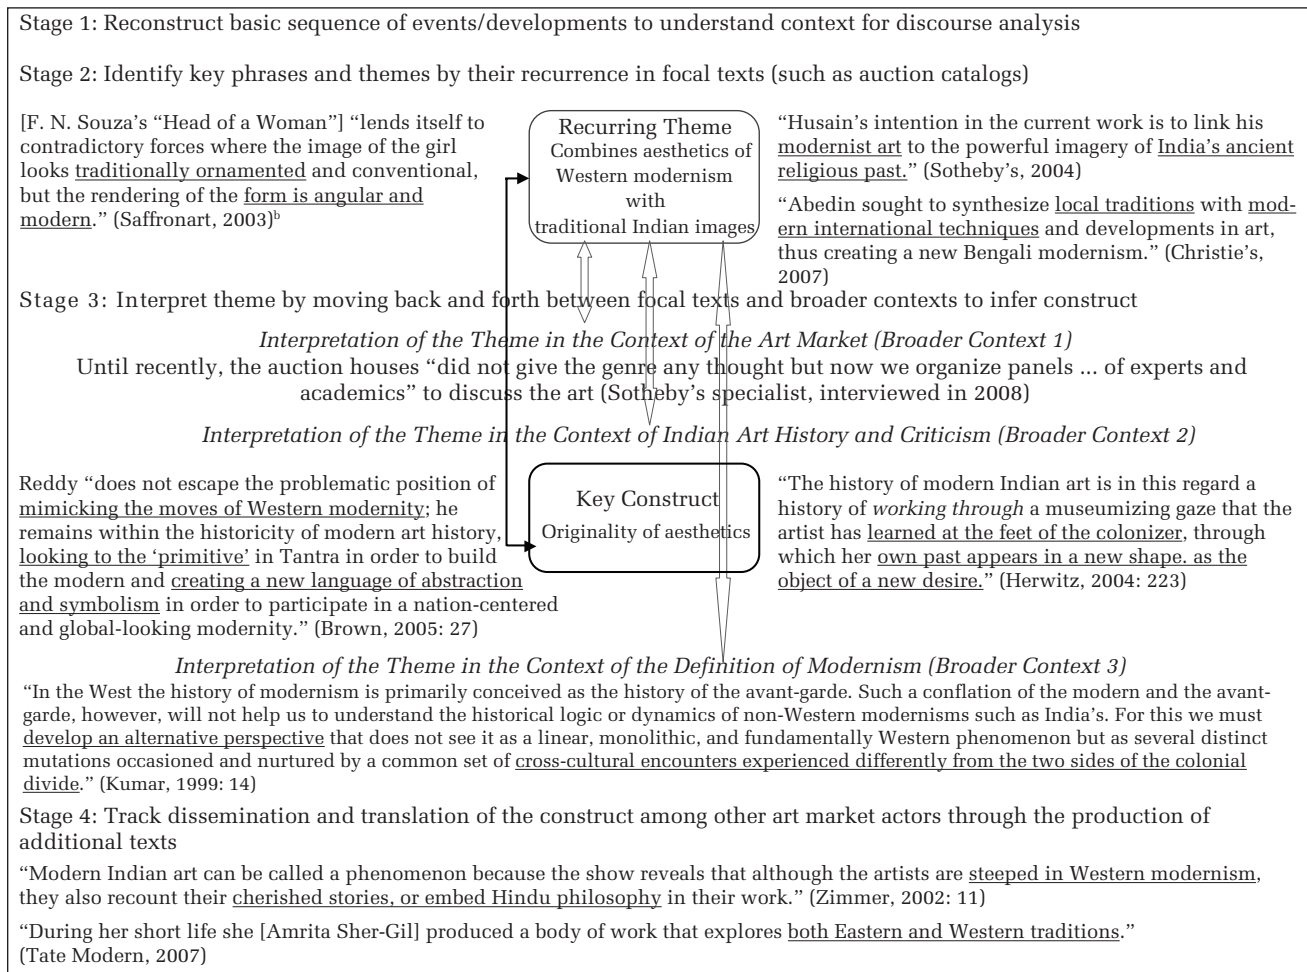 Stage 1: Reconstruct basic sequence of events/developments to understand context for discourse analysis
Stage 2: Identify key phrases and themes by their recurrence in focal texts (such as auction catalogs)
[F. N. Souza's “Head of a Woman”] “lends itself to
contradictory forces where the image of the girl
looks traditionally ornamented and conventional,
but the rendering of the form is angular and
modern.” (Saffronart, 2003)b
Recurring Theme
Combines aesthetics of
Western modernism
with
traditional Indian images
“Husain's intention in the current work is to link his
modernist art to the powerful imagery of India's ancient
religious past.” (Sotheby's, 2004)
“Abedin sought to synthesize local traditions with mod-
ern international techniques and developments in art,
thus creating a new Bengali modernism.” (Christie's,
2007)
Stage 3: Interpret theme by moving back and forth between focal texts and broader contexts to infer construct
Interpretation of the Theme in the Context of the Art Market (Broader Context 1)
Until recently, the auction houses “did not give the genre any thought but now we organize panels ... of experts and
academics” to discuss the art (Sotheby's specialist, interviewed in 2008)
Interpretation of the Theme in the Context of Indian Art History and Criticism (Broader Context 2)
Reddy “does not escape the problematic position of
mimicking the moves of Western modernity; he
remains within the historicity of modern art history,
looking to the ‘primitive’ in Tantra in order to build
the modern and creating a new language of abstraction
and symbolism in order to participate in a nation-centered
and global-looking modernity.” (Brown, 2005: 27)
Key Construct
Originality of aesthetics
“The history of modern Indian art is in this regard a
history of working through a museumizing gaze that the
artist has learned at the feet of the colonizer, through
which her own past appears in a new shape. as the
object of a new desire.” (Herwitz, 2004: 223)
Interpretation of the Theme in the Context of the Definition of Modernism (Broader Context 3)
“In the West the history of modernism is primarily conceived as the history of the avant-garde. Such a conflation of the modern and the avant-
garde, however, will not help us to understand the historical logic or dynamics of non-Western modernisms such as India's. For this we must
develop an alternative perspective that does not see it as a linear, monolithic, and fundamentally Western phenomenon but as several distinct
mutations occasioned and nurtured by a common set of cross-cultural encounters experienced differently from the two sides of the colonial
divide.” (Kumar, 1999: 14)
Stage 4: Track dissemination and translation of the construct among other art market actors through the production of
additional texts
“Modern Indian art can be called a phenomenon because the show reveals that although the artists are steeped in Western modernism,
they also recount their cherished stories, or embed Hindu philosophy in their work.” (Zimmer, 2002: 11)
“During her short life she [Amrita Sher-Gil] produced a body of work that explores both Eastern and Western traditions.”
(Tate Modern, 2007)